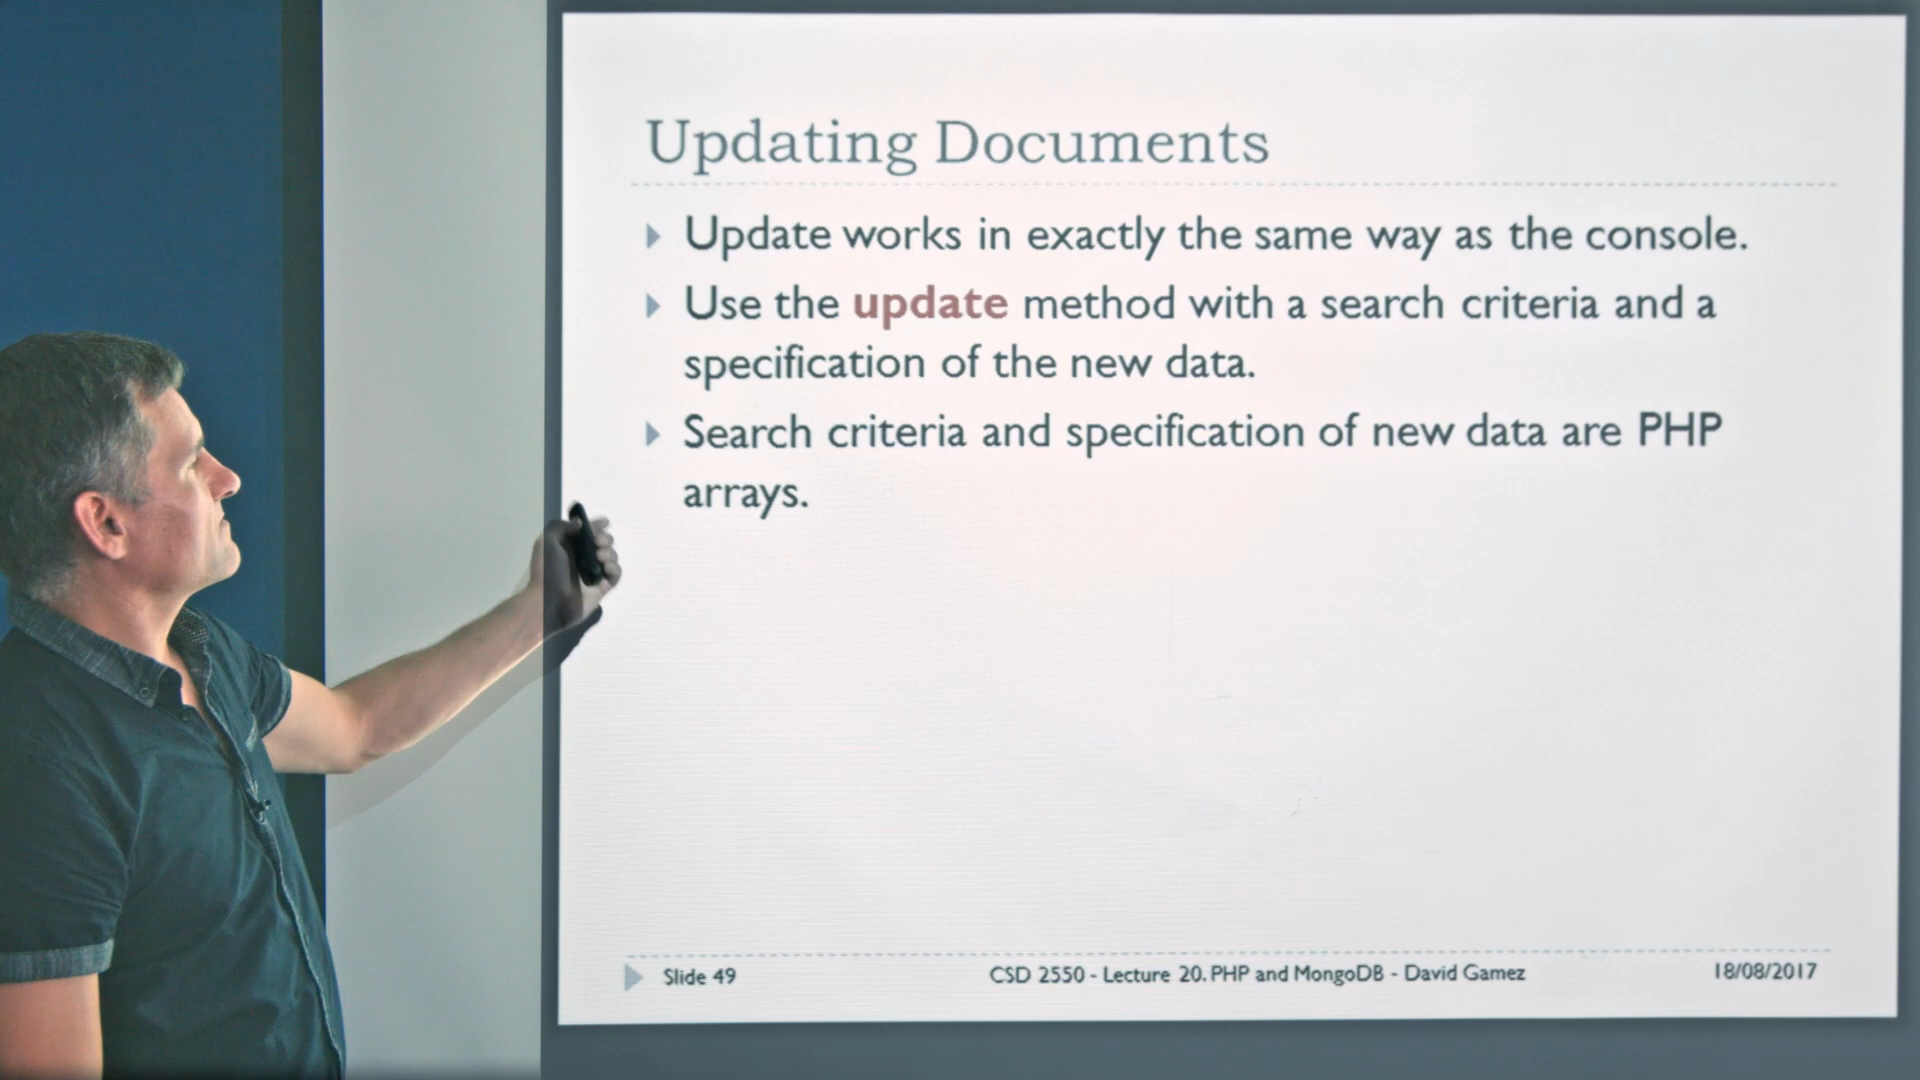 Updating Documents
Update works in exactly the same way as the console.
Use the update method with a search criteria and a
specification of the new data.
Search criteria and specification of new data are PHP
arrays.
Slide 49
CSD 2550 - Lecture 20. PHP and MongoDB - David Gamez
18/08/2017